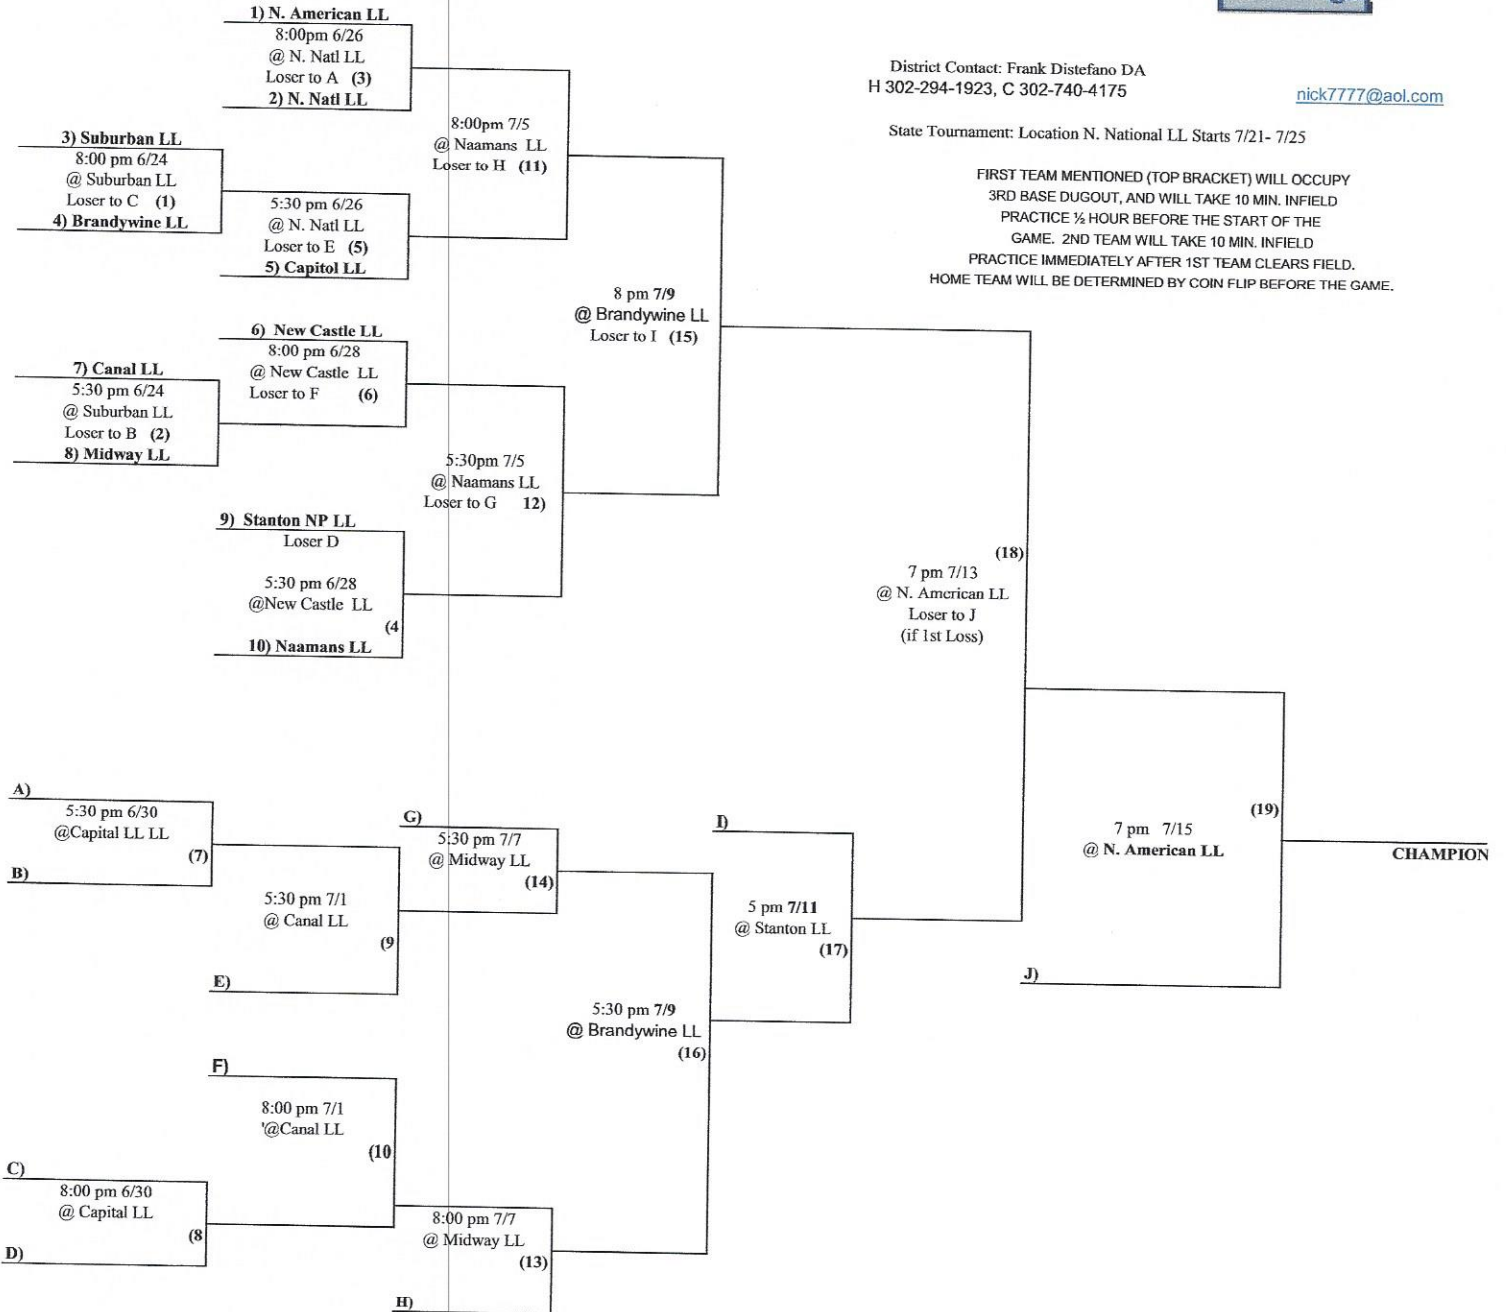 1) N. American LL
8:00pm 6/26
@ N. Natl LL
Loser to A (3)
2) N. Natl LL
District Contact: Frank Distefano DA
H 302-294-1923, C 302-740-4175
nick7777@aol.com
State Tournament: Location N. National LL Starts 7/21- 7/25
FIRST TEAM MENTIONED (TOP BRACKET) WILL OCCUPY
3RD BASE DUGOUT, AND WILL TAKE 10 MIN. INFIELD
PRACTICE ½ HOUR BEFORE THE START OF THE
GAME. 2ND TEAM WILL TAKE 10 MIN. INFIELD
PRACTICE IMMEDIATELY AFTER 1ST TEAM CLEARS FIELD.
HOME TEAM WILL BE DETERMINED BY COIN FLIP BEFORE THE GAME.
3) Suburban LL
8:00 pm 6/24
@ Suburban LL
Loser to C (1)
4) Brandywine LL
8:00pm 7/5
@ Naamans LL
Loser to H (11)
5:30 pm 6/26
@ N. Natl LL
Loser to E (5)
5) Capitol LL
8 pm 7/9
@ Brandywine LL
Loser to I (15)
6) New Castle LL
8:00 pm 6/28
@ New Castle LL
Loser to F (6)
7) Canal LL
5:30 pm 6/24
@ Suburban LL
Loser to B (2)
8) Midway LL
5:30pm 7/5
@ Naamans LL
Loser to G 12)
9) Stanton NP LL
Loser D
5:30 pm 6/28
@New Castle LL
(4
10) Naamans LL
(18)
7 pm 7/13
@ N. American LL
Loser to J
(if 1st Loss)
A)
5:30 pm 6/30
@Capital LL LL
(7)
B)
G)
5:30 pm 7/7
@ Midway LL
(14)
I)
5 pm 7/11
@ Stanton LL
(17)
(19)
7 pm 7/15
@ N. American LL
CHAMPION
J)
5:30 pm 7/1
@ Canal LL
(9
E)
5:30 pm 7/9
@ Brandywine LL
(16)
F)
8:00 pm 7/1
'@Canal LL
(10
C)
8:00 pm 6/30
@ Capital LL
(8
D)
8:00 pm 7/7
@ Midway LL
(13)
H)